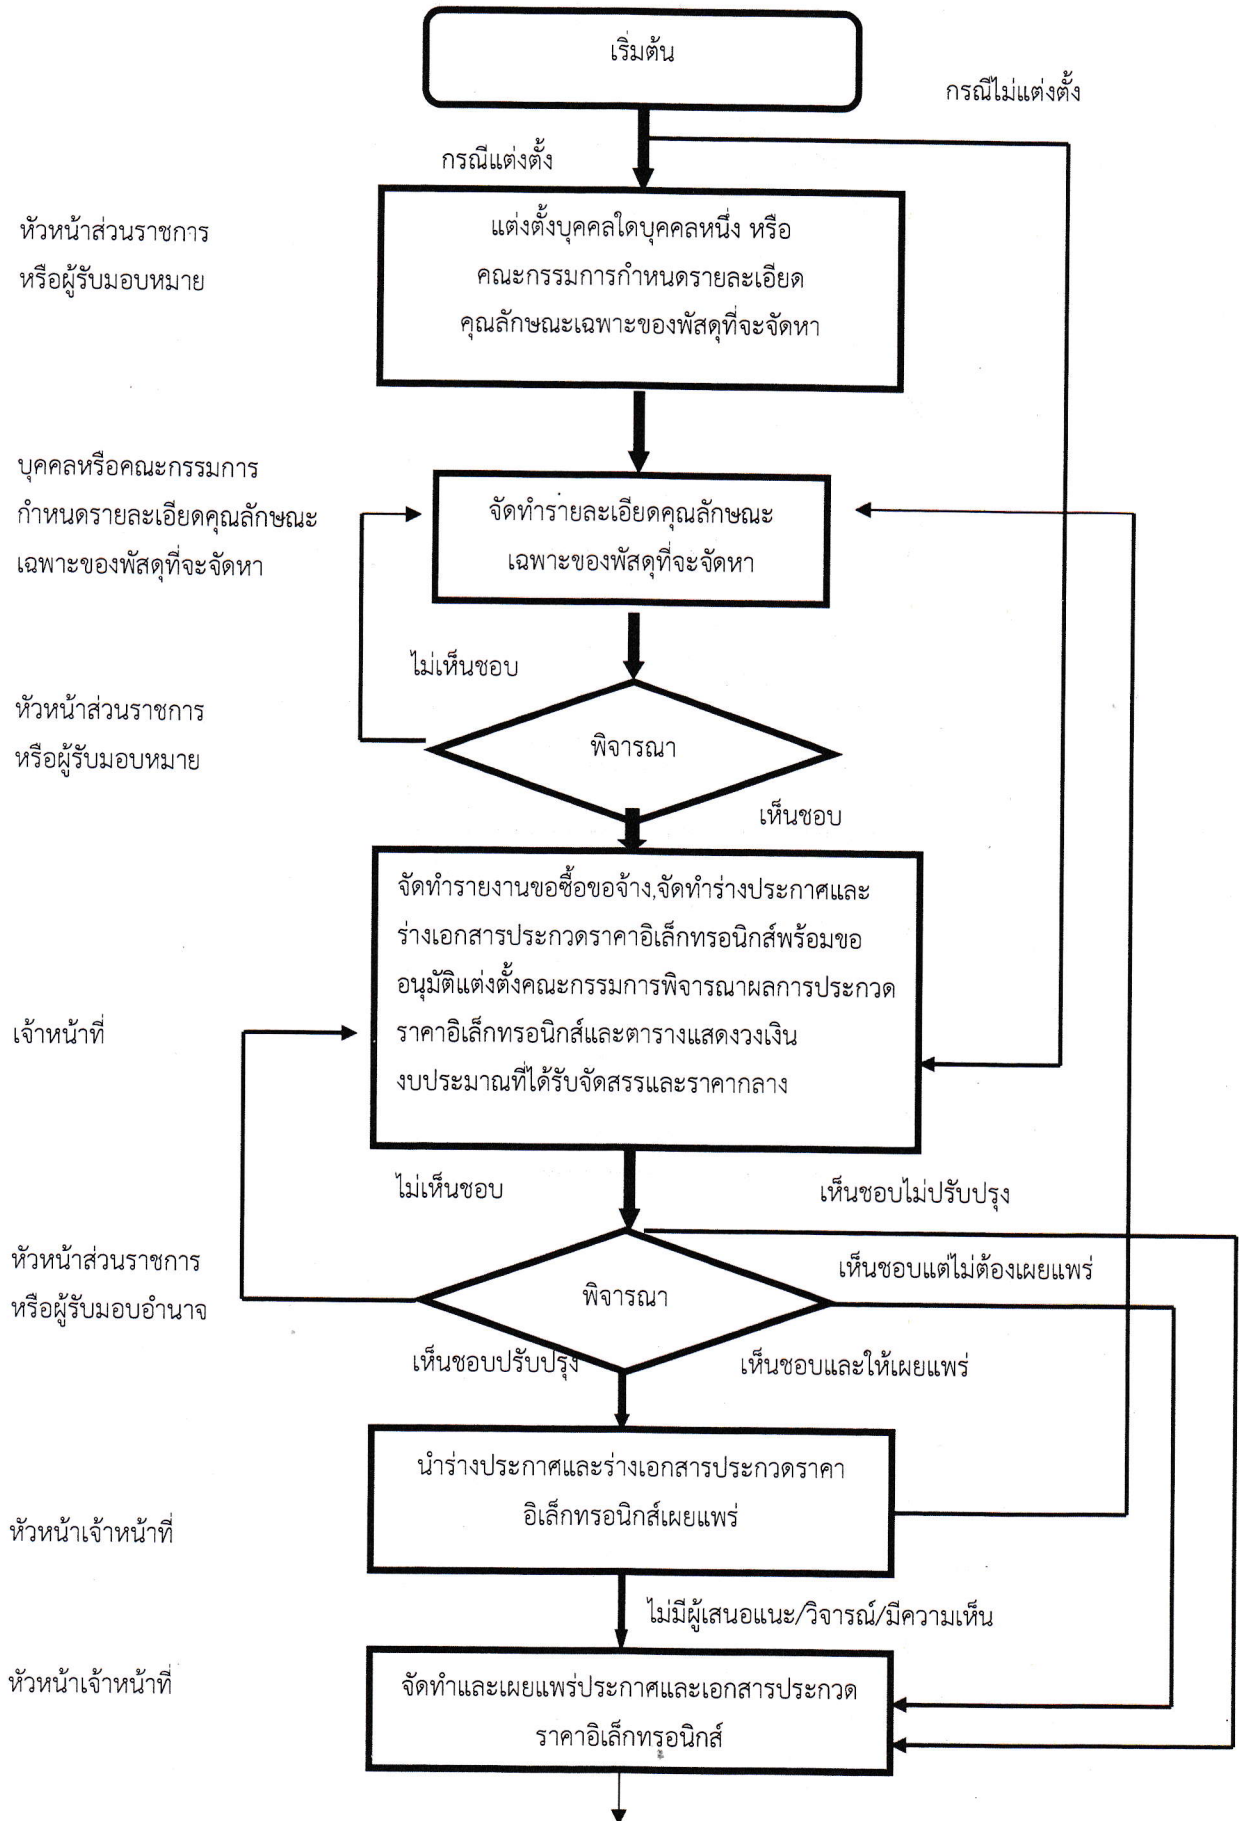 เริ่มต้น
กรณีไม่แต่งตั้ง
กรณีแต่งตั้ง
หัวหน้าส่วนราชการ
หรือผู้รับมอบหมาย
แต่งตั้งบุคคลใดบุคคลหนึ่ง หรือ
คณะกรรมการกำหนดรายละเอียด
คุณลักษณะเฉพาะของพัสดุที่จะจัดหา
บุคคลหรือคณะกรรมการ
กำหนดรายละเอียดคุณลักษณะ
เฉพาะของพัสดุที่จะจัดหา
จัดทำรายละเอียดคุณลักษณะ
เฉพาะของพัสดุที่จะจัดหา
ไม่เห็นชอบ
หัวหน้าส่วนราชการ
หรือผู้รับมอบหมาย
พิจารณา
เห็นชอบ
จัดทำรายงานขอซื้อขอจ้าง,จัดทำร่างประกาศและ
ร่างเอกสารประกวดราคาอิเล็กทรอนิกส์พร้อมขอ
อนุมัติแต่งตั้งคณะกรรมการพิจารณาผลการประกวด
ราคาอิเล็กทรอนิกส์และตารางแสดงวงเงิน
งบประมาณที่ได้รับจัดสรรและราคากลาง
เจ้าหน้าที่
ไม่เห็นชอบ
เห็นชอบไม่ปรับปรุง
หัวหน้าส่วนราชการ
หรือผู้รับมอบอำนาจ
เห็นชอบแต่ไม่ต้องเผยแพร่
พิจารณา
เห็นชอบปรับปรุง
เห็นชอบและให้เผยแพร่
นำร่างประกาศและร่างเอกสารประกวดราคา
อิเล็กทรอนิกส์เผยแพร่
หัวหน้าเจ้าหน้าที่
ไม่มีผู้เสนอแนะ/วิจารณ์/มีความเห็น
หัวหน้าเจ้าหน้าที่
จัดทำและเผยแพร่ประกาศและเอกสารประกวด
ราคาอิเล็กทรอนิกส์